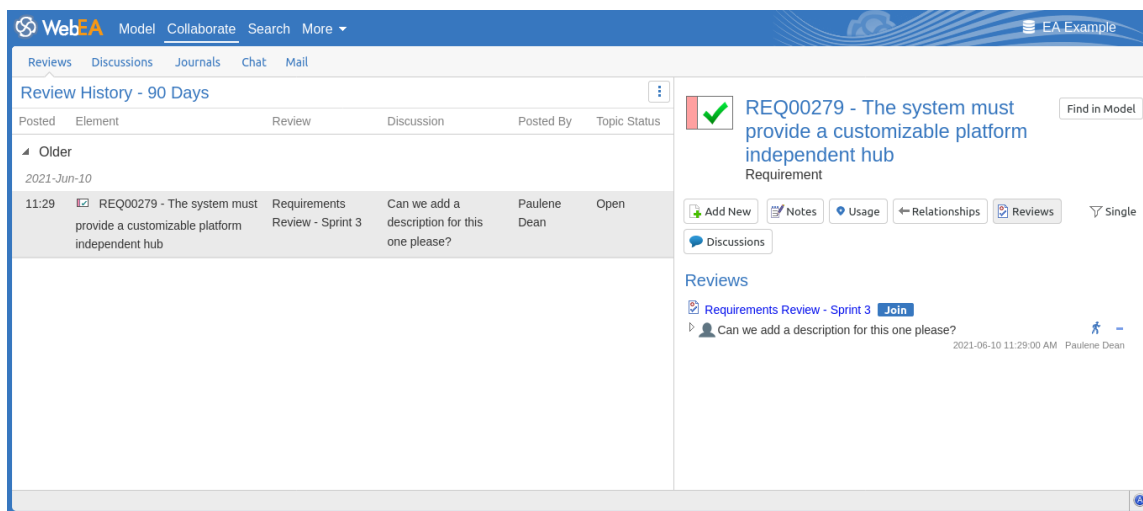 WebEA Model Collaborate Search More EA Example
Reviews Discussions Journals Chat Mail
Review History - 90 Days
Posted Element Review Discussion Posted By Topic Status
Older
2021-Jun-10
11:29 REQ00279 - The system must Requirements Can we add a Paulene Open
provide a customizable platform Review - Sprint 3 description for this Dean
independent hub one please?
REQ00279 - The system must Find in Model
provide a customizable platform
independent hub
Requirement
Add New Notes Usage Relationships Reviews Single
Discussions
Reviews
Requirements Review - Sprint 3 Join
Can we add a description for this one please?
2021-06-10 11:29:00 AM Paulene Dean